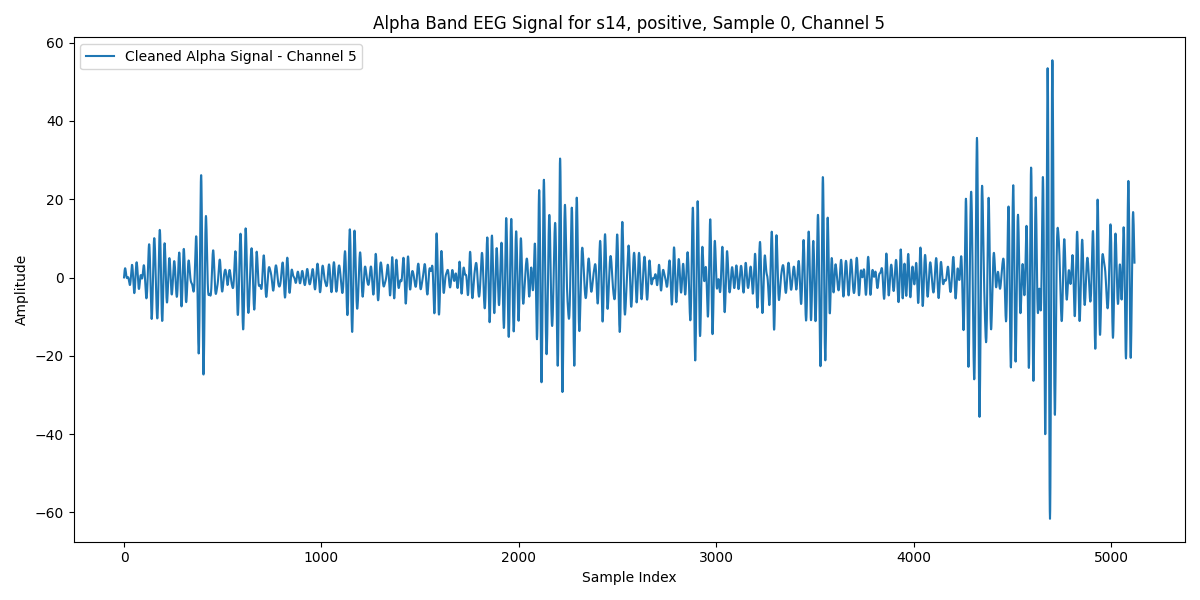 Alpha Band EEG Signal for s14, positive, Sample 0, Channel 5
Cleaned Alpha Signal - Channel 5
60
40
20
0
−20
−40
−60
Amplitude
0 1000 2000 3000 4000 5000
Sample Index